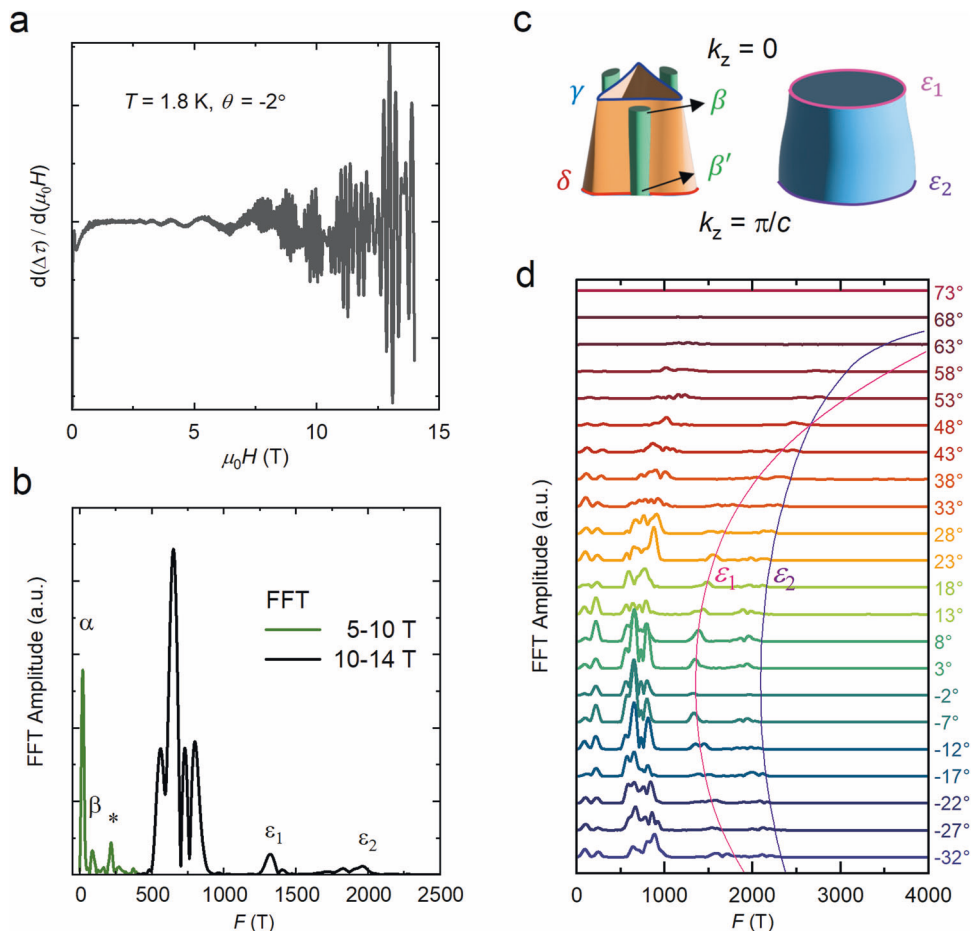 a
T = 1.8 K, θ = -2°
d(Δτ) / d(μ₀H)
0 5 10 15
μ₀H (T)
b
FFT
5-10 T
10-14 T
α
β
*
ε₁
ε₂
FFT Amplitude (a.u.)
0 500 1000 1500 2000 2500
F (T)
c
k_z = 0
γ
β
ε₁
β'
δ
ε₂
k_z = π/c
d
73°
68°
63°
58°
53°
48°
43°
38°
33°
28°
23°
ε₁ ε₂
18°
13°
8°
3°
-2°
-7°
-12°
-17°
-22°
-27°
-32°
FFT Amplitude (a.u.)
0 1000 2000 3000 4000
F (T)